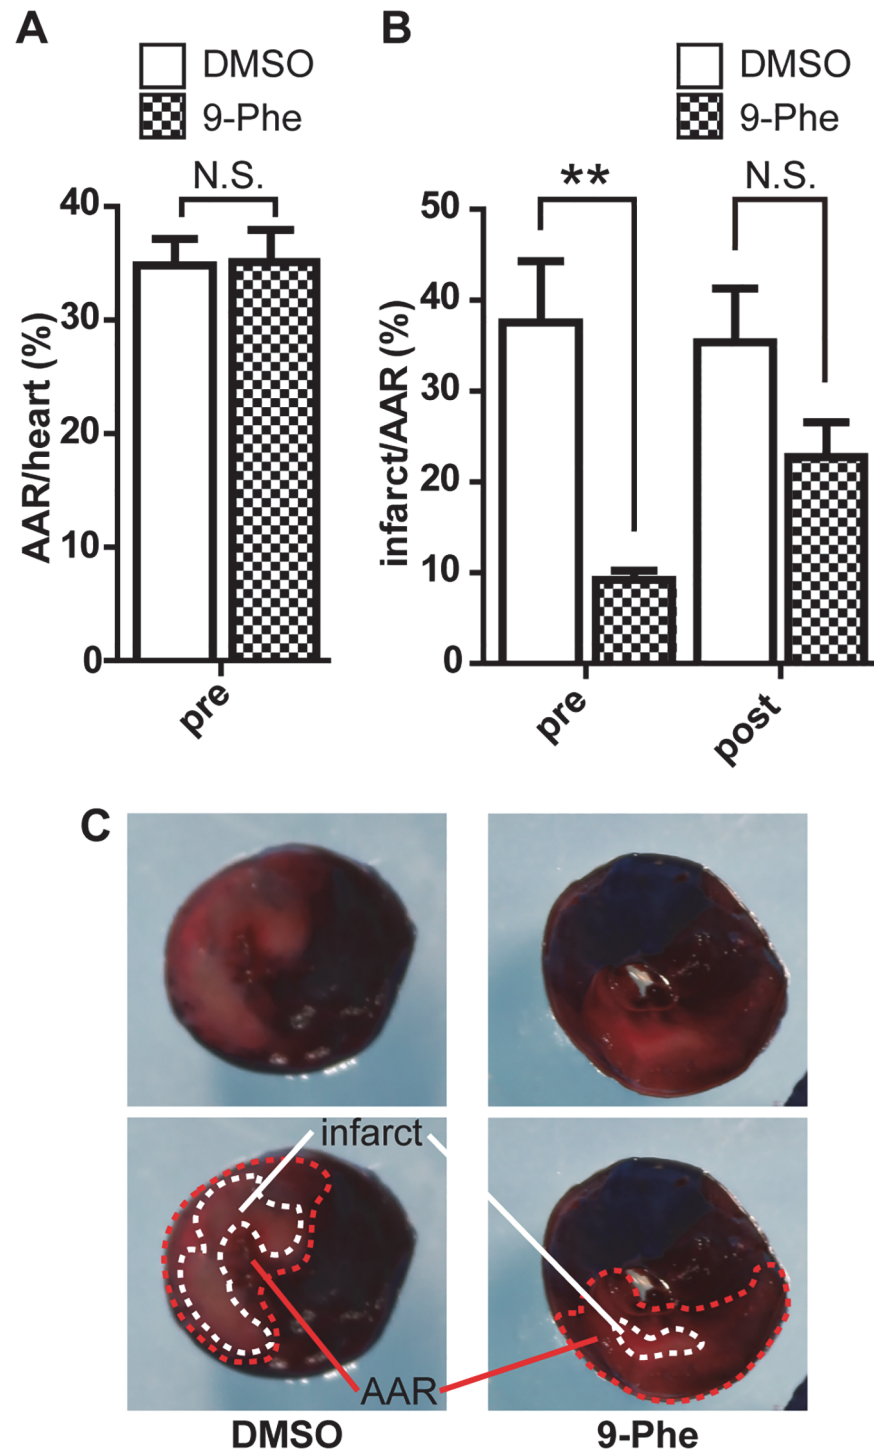 A
DMSO
9-Phe
N.S.
40
30
20
10
0
AAR/heart (%)
pre
B
DMSO
9-Phe
**
N.S.
50
40
30
20
10
0
infarct/AAR (%)
pre
post
C
infarct
AAR
DMSO
9-Phe